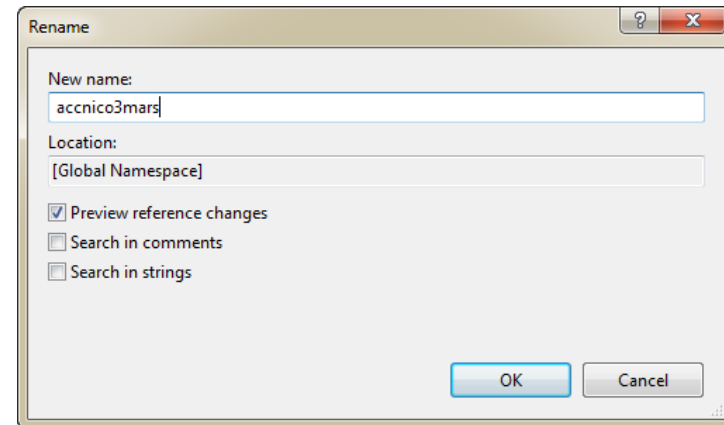 Rename
New name:
accnico3mars
Location:
[Global Namespace]
Preview reference changes
Search in comments
Search in strings
OK
Cancel